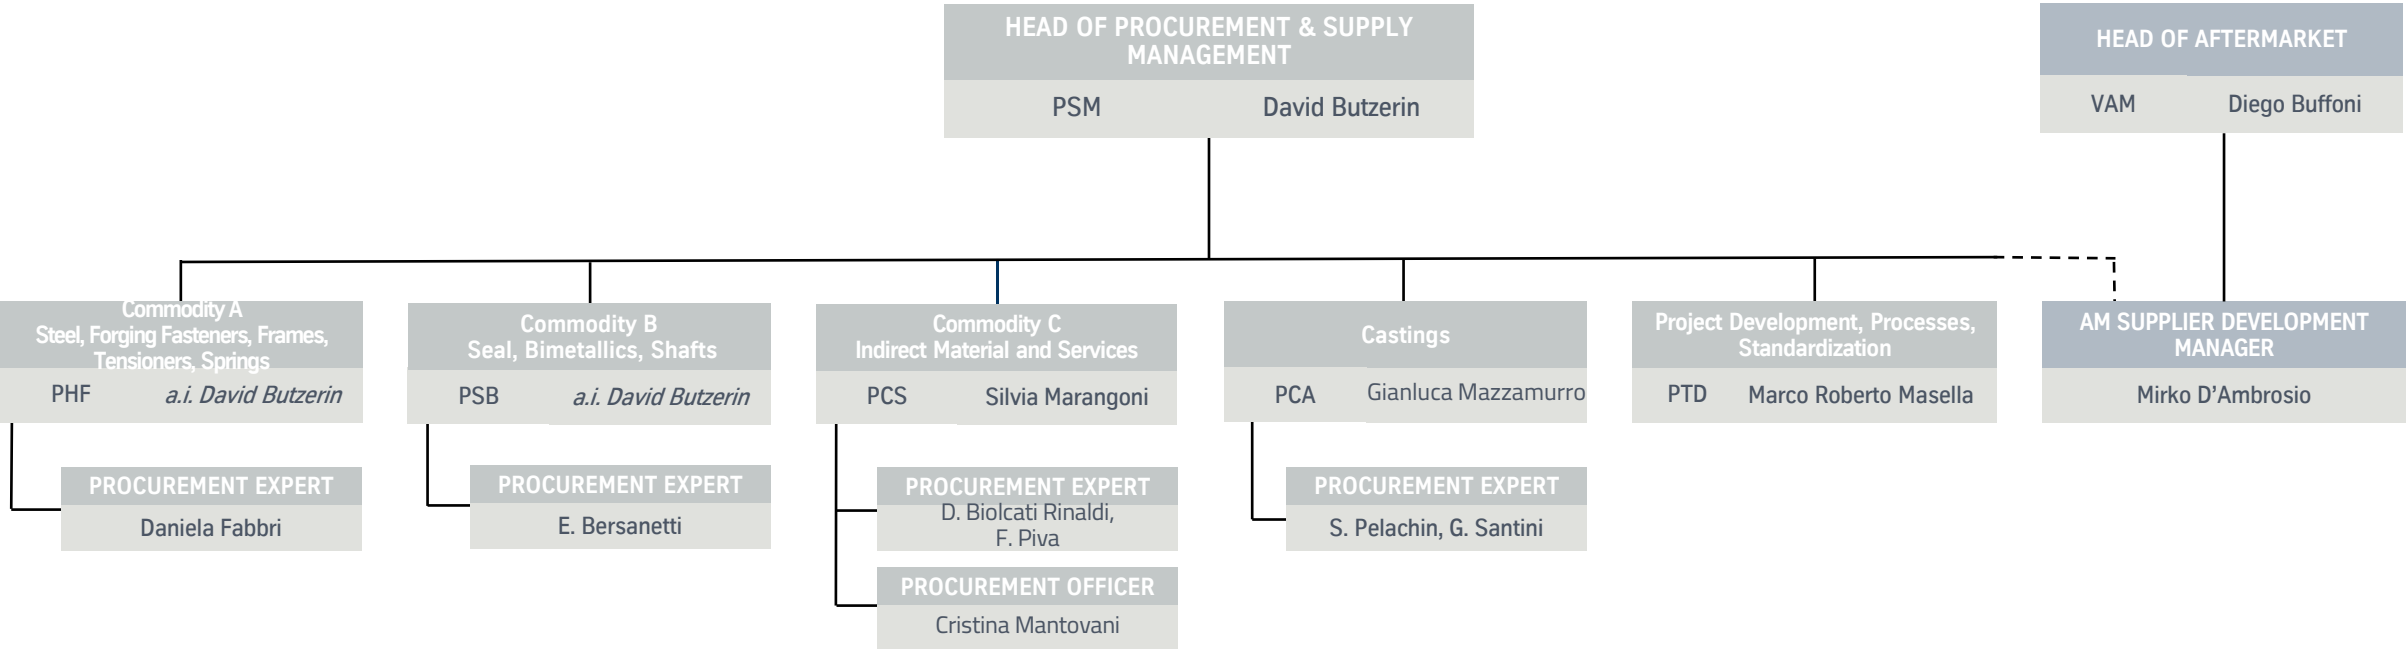 HEAD OF PROCUREMENT & SUPPLY
MANAGEMENT
PSM David Butzerin
HEAD OF AFTERMARKET
VAM Diego Buffoni
Commodity A
Steel, Forging Fasteners, Frames,
Tensioners, Springs
PHF a.i. David Butzerin
PROCUREMENT EXPERT
Daniela Fabbri
Commodity B
Seal, Bimetallics, Shafts
PSB a.i. David Butzerin
PROCUREMENT EXPERT
E. Bersanetti
Commodity C
Indirect Material and Services
PCS Silvia Marangoni
PROCUREMENT EXPERT
D. Biolcati Rinaldi,
F. Piva
PROCUREMENT OFFICER
Cristina Mantovani
Castings
PCA Gianluca Mazzamurro
PROCUREMENT EXPERT
S. Pelachin, G. Santini
Project Development, Processes,
Standardization
PTD Marco Roberto Masella
AM SUPPLIER DEVELOPMENT
MANAGER
Mirko D’Ambrosio